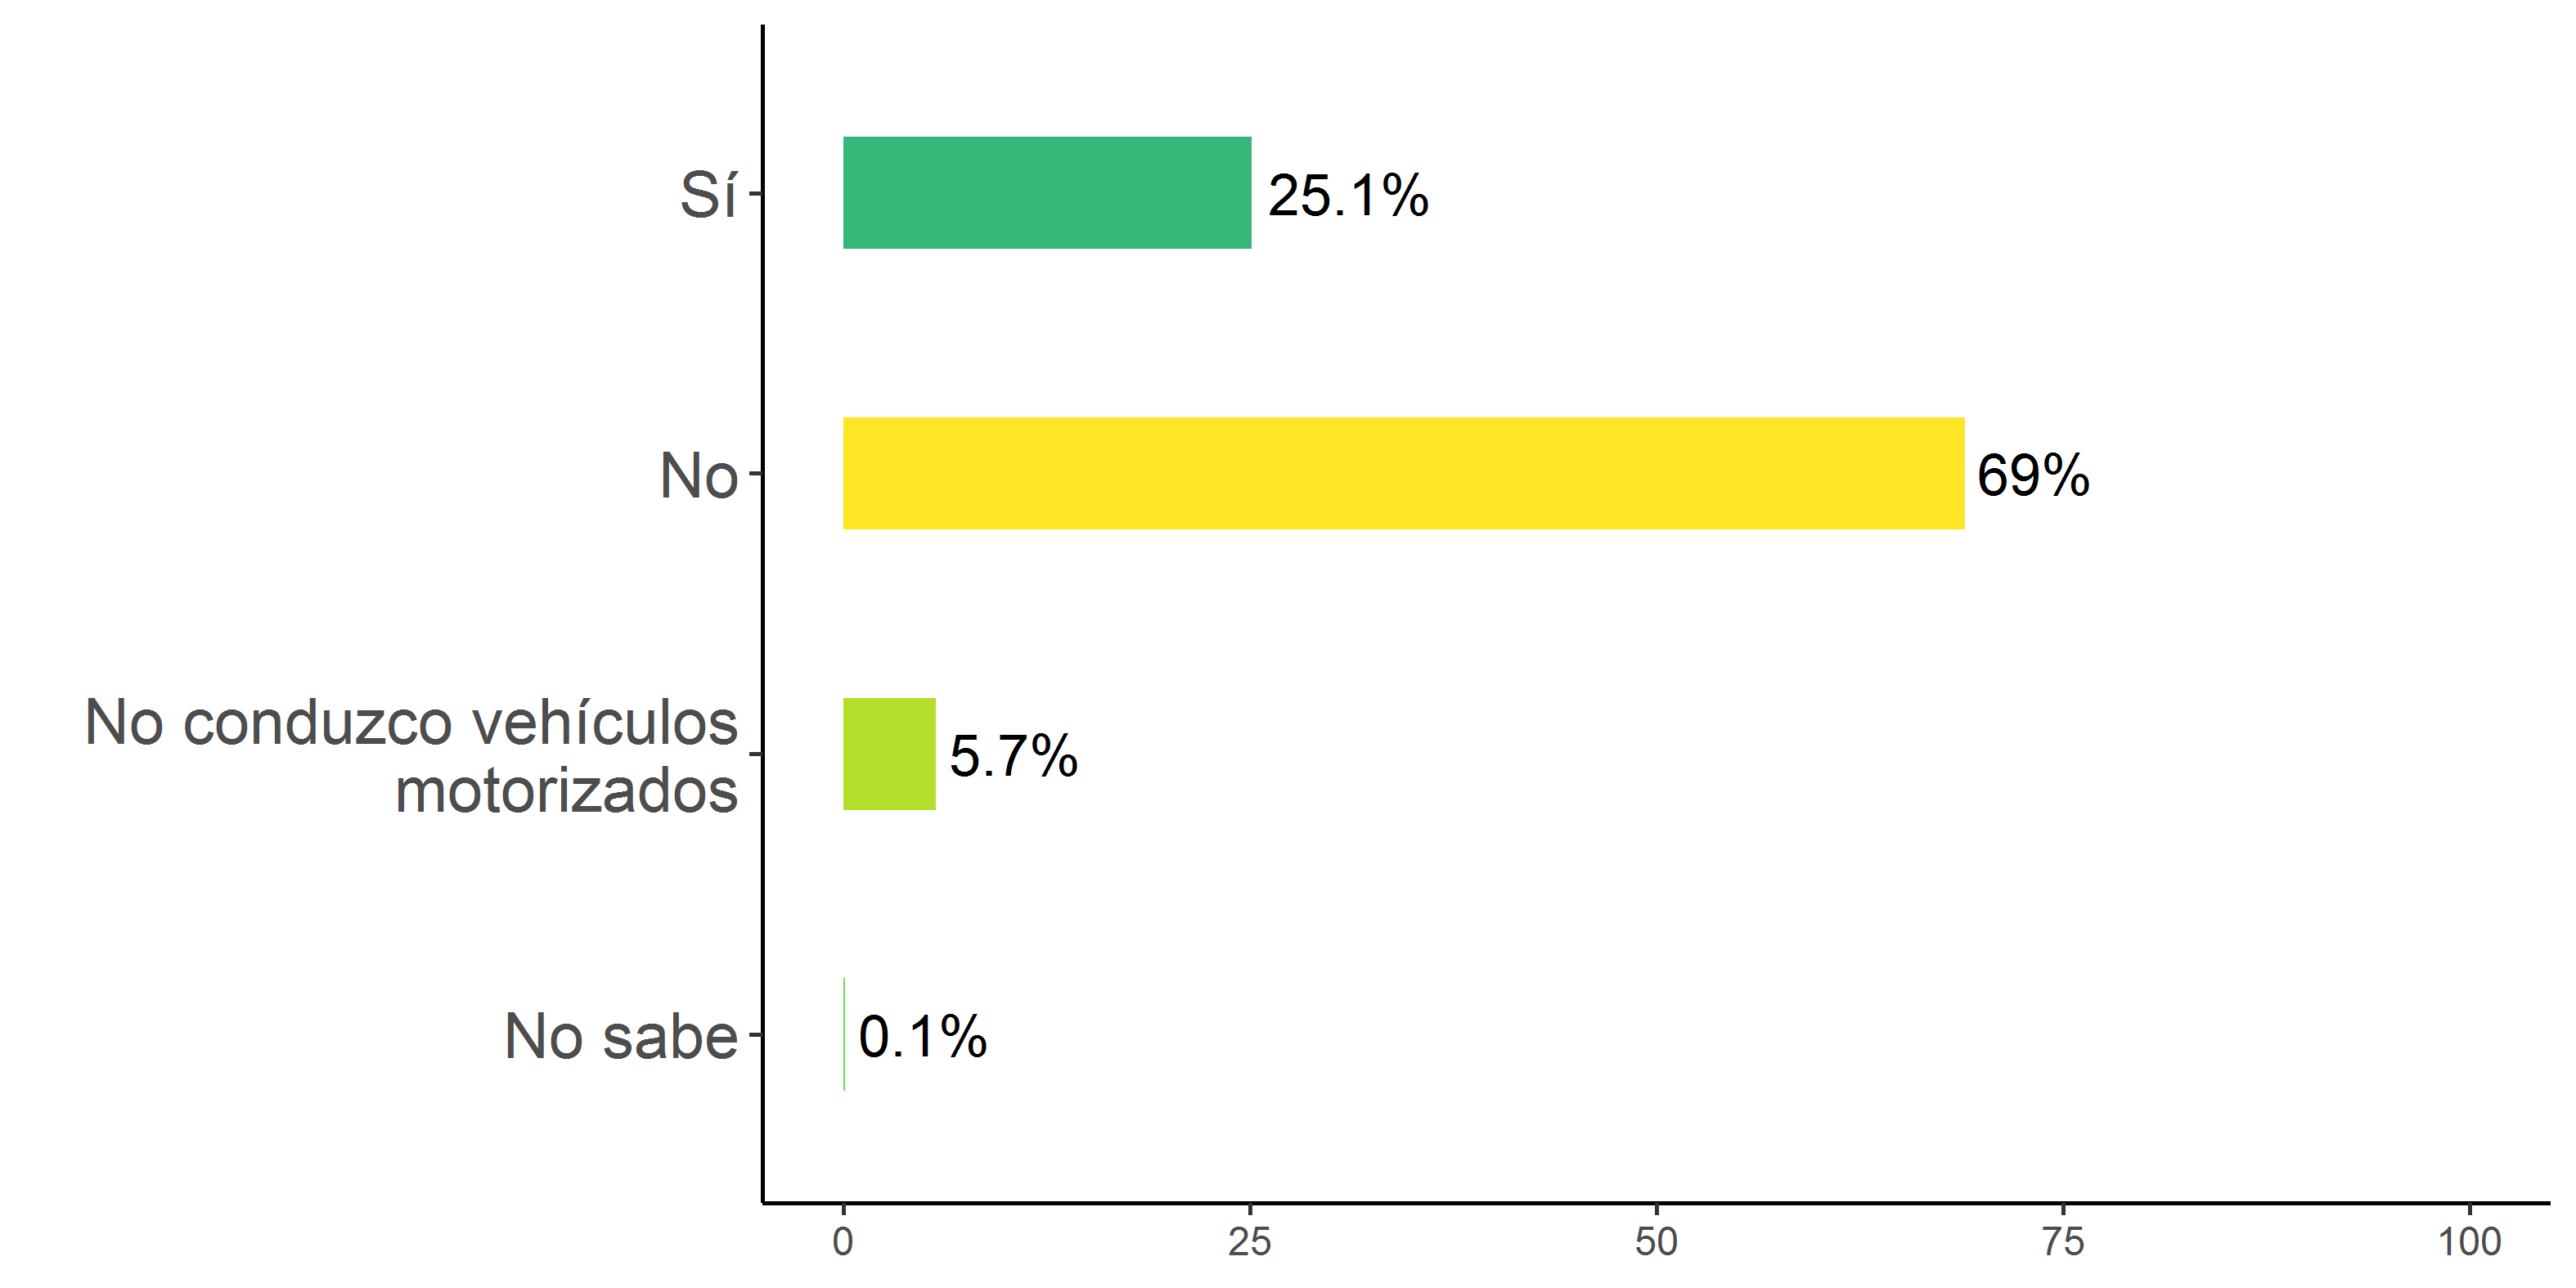 Sí
25.1%
No
69%
No conduzco vehículos
motorizados
5.7%
No sabe
0.1%
0
25
50
75
100